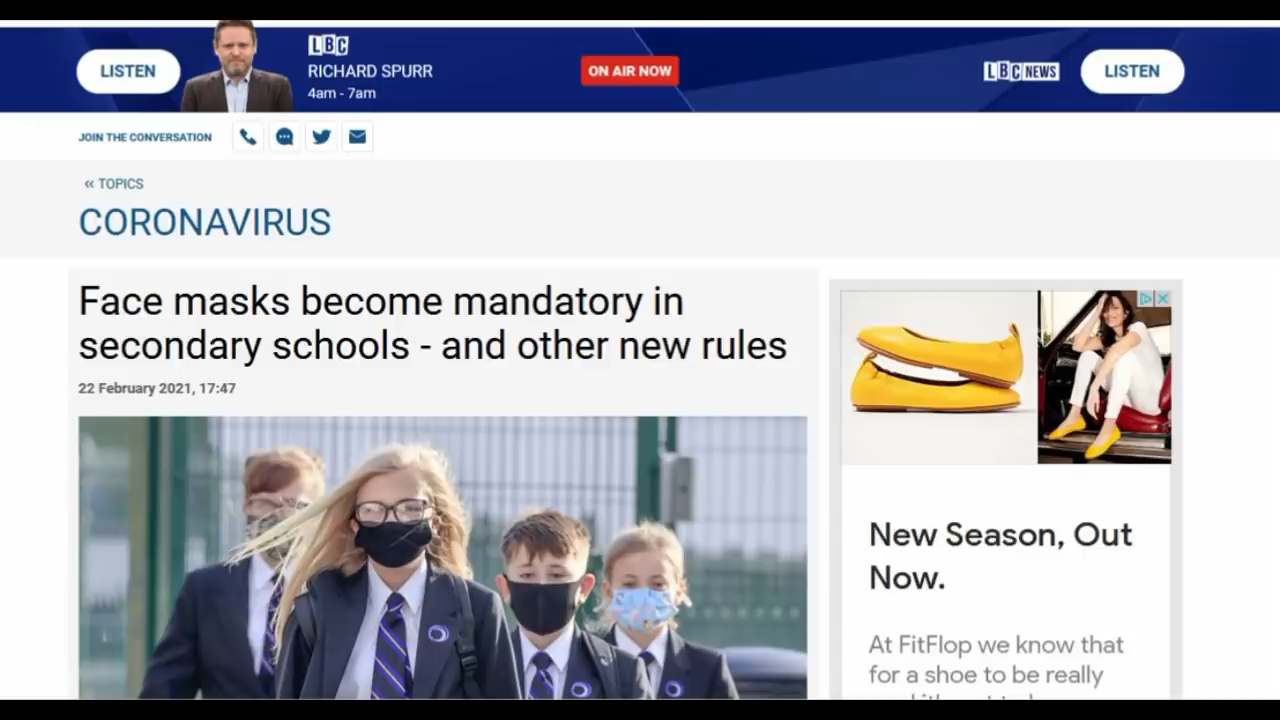 LISTEN
LBC
RICHARD SPURR
4am - 7am
ON AIR NOW
LBC NEWS
LISTEN
JOIN THE CONVERSATION
« TOPICS
CORONAVIRUS
Face masks become mandatory in
secondary schools - and other new rules
22 February 2021, 17:47
New Season, Out
Now.
At FitFlop we know that
for a shoe to be really